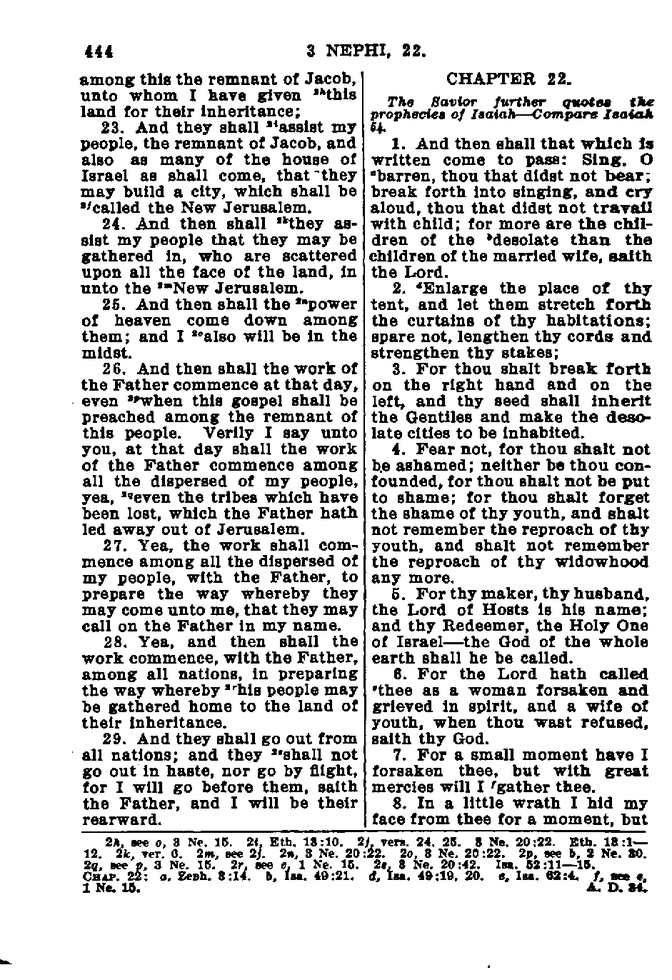 444
3 NEPHI, 22.
among this the remnant of Jacob,
unto whom I have given ²ʰthis
land for their inheritance;
23. And they shall ²ⁱassist my
people, the remnant of Jacob, and
also as many of the house of
Israel as shall come, that they
may build a city, which shall be
²ʲcalled the New Jerusalem.
24. And then shall ²ᵏthey as-
sist my people that they may be
gathered in, who are scattered
upon all the face of the land, in
unto the ²ᵐNew Jerusalem.
25. And then shall the ²ⁿpower
of heaven come down among
them; and I ²ᵒalso will be in the
midst.
26. And then shall the work of
the Father commence at that day,
even ²ᵖwhen this gospel shall be
preached among the remnant of
this people. Verily I say unto
you, at that day shall the work
of the Father commence among
all the dispersed of my people,
yea, ²qeven the tribes which have
been lost, which the Father hath
led away out of Jerusalem.
27. Yea, the work shall com-
mence among all the dispersed of
my people, with the Father, to
prepare the way whereby they
may come unto me, that they may
call on the Father in my name.
28. Yea, and then shall the
work commence, with the Father,
among all nations, in preparing
the way whereby ²ʳhis people may
be gathered home to the land of
their inheritance.
29. And they shall go out from
all nations; and they ²ˢshall not
go out in haste, nor go by flight,
for I will go before them, saith
the Father, and I will be their
rearward.
CHAPTER 22.
The Savior further quotes the
prophecies of Isaiah—Compare Isaiah
54.
1. And then shall that which is
written come to pass: Sing, O
ᵃbarren, thou that didst not bear;
break forth into singing, and cry
aloud, thou that didst not travail
with child; for more are the chil-
dren of the ᵇdesolate than the
children of the married wife, saith
the Lord.
2. ᵈEnlarge the place of thy
tent, and let them stretch forth
the curtains of thy habitations;
spare not, lengthen thy cords and
strengthen thy stakes;
3. For thou shalt break forth
on the right hand and on the
left, and thy seed shall inherit
the Gentiles and make the deso-
late cities to be inhabited.
4. Fear not, for thou shalt not
be ashamed; neither be thou con-
founded, for thou shalt not be put
to shame; for thou shalt forget
the shame of thy youth, and shalt
not remember the reproach of thy
youth, and shalt not remember
the reproach of thy widowhood
any more.
5. For thy maker, thy husband,
the Lord of Hosts is his name;
and thy Redeemer, the Holy One
of Israel—the God of the whole
earth shall he be called.
6. For the Lord hath called
ᵉthee as a woman forsaken and
grieved in spirit, and a wife of
youth, when thou wast refused,
saith thy God.
7. For a small moment have I
forsaken thee, but with great
mercies will I ᶠgather thee.
8. In a little wrath I hid my
face from thee for a moment, but
2h, see o, 3 Ne. 15. 2i, Eth. 13:10. 2j, vers. 24, 25. 3 Ne. 20:22. Eth. 13:1—
12. 2k, ver. 6. 2m, see 2j. 2n, 3 Ne. 20:22. 2o, 3 Ne. 20:22. 2p, see b, 2 Ne. 30.
2q, see p, 3 Ne. 15. 2r, see e, 1 Ne. 15. 2s, 3 Ne. 20:42. Isa. 52:11—15.
CHAP. 22: a, Zeph. 3:14. b, Isa. 49:21. d, Isa. 49:19, 20. e, Isa. 62:4. f, see e,
1 Ne. 15. A. D. 34.